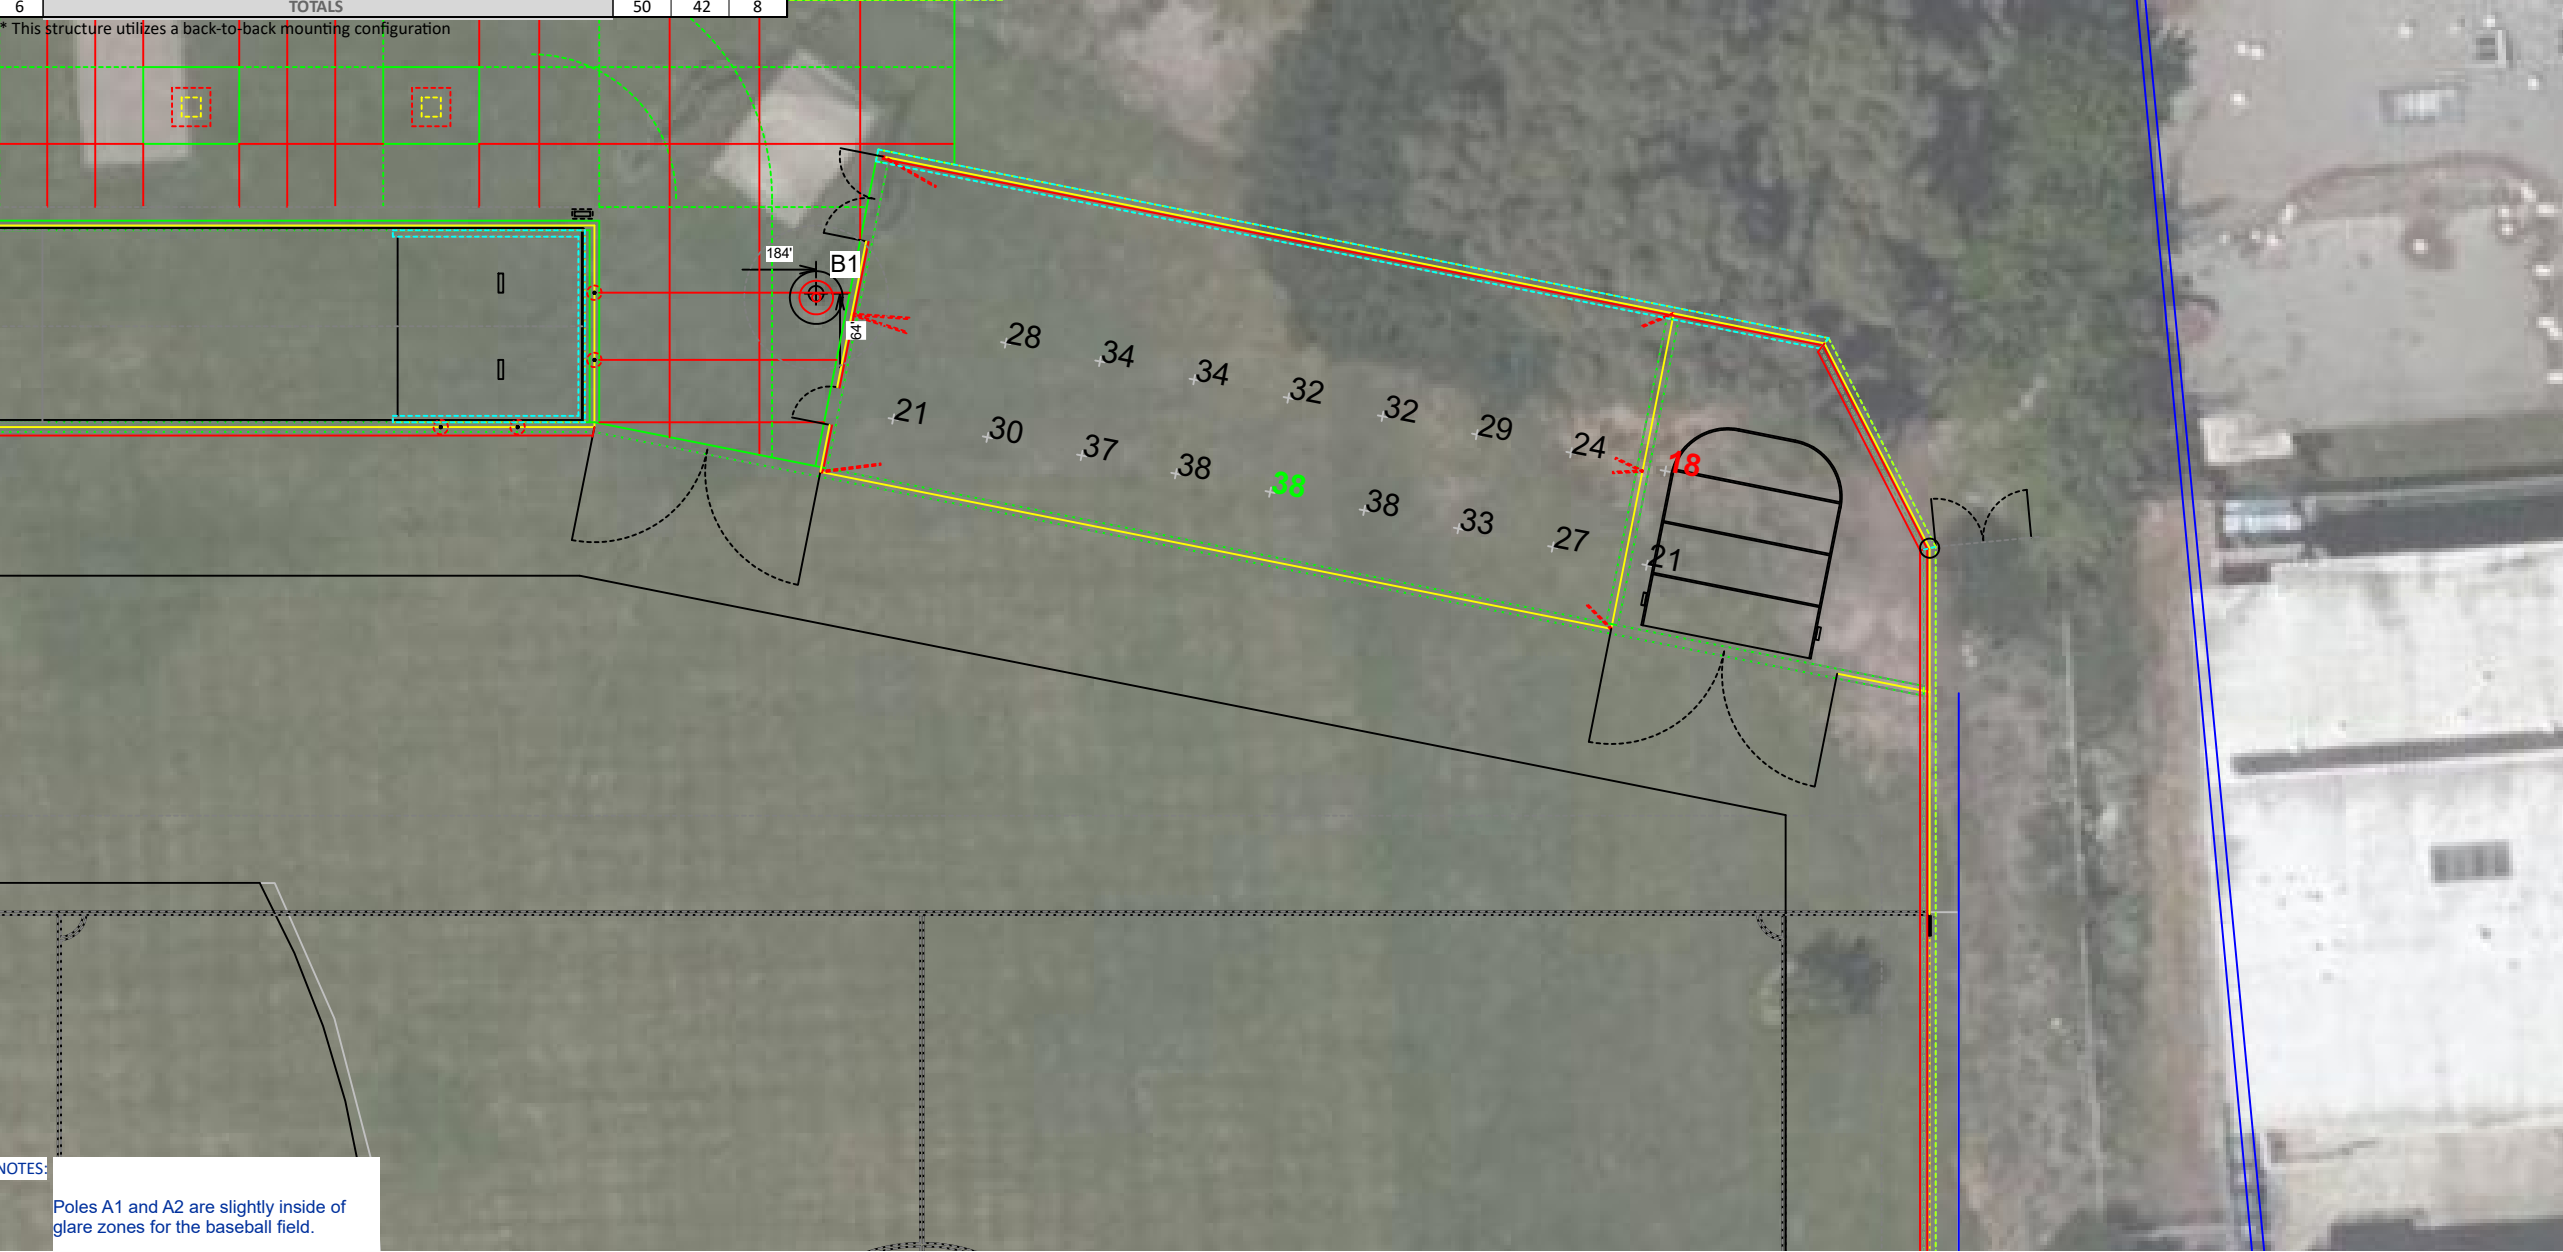 6 TOTALS 50 42 8
* This structure utilizes a back-to-back mounting configuration
184'
B1
64'
28 34 34 32 32 29 24 18
21 30 37 38 38 38 33 27 21
NOTES:
Poles A1 and A2 are slightly inside of
glare zones for the baseball field.